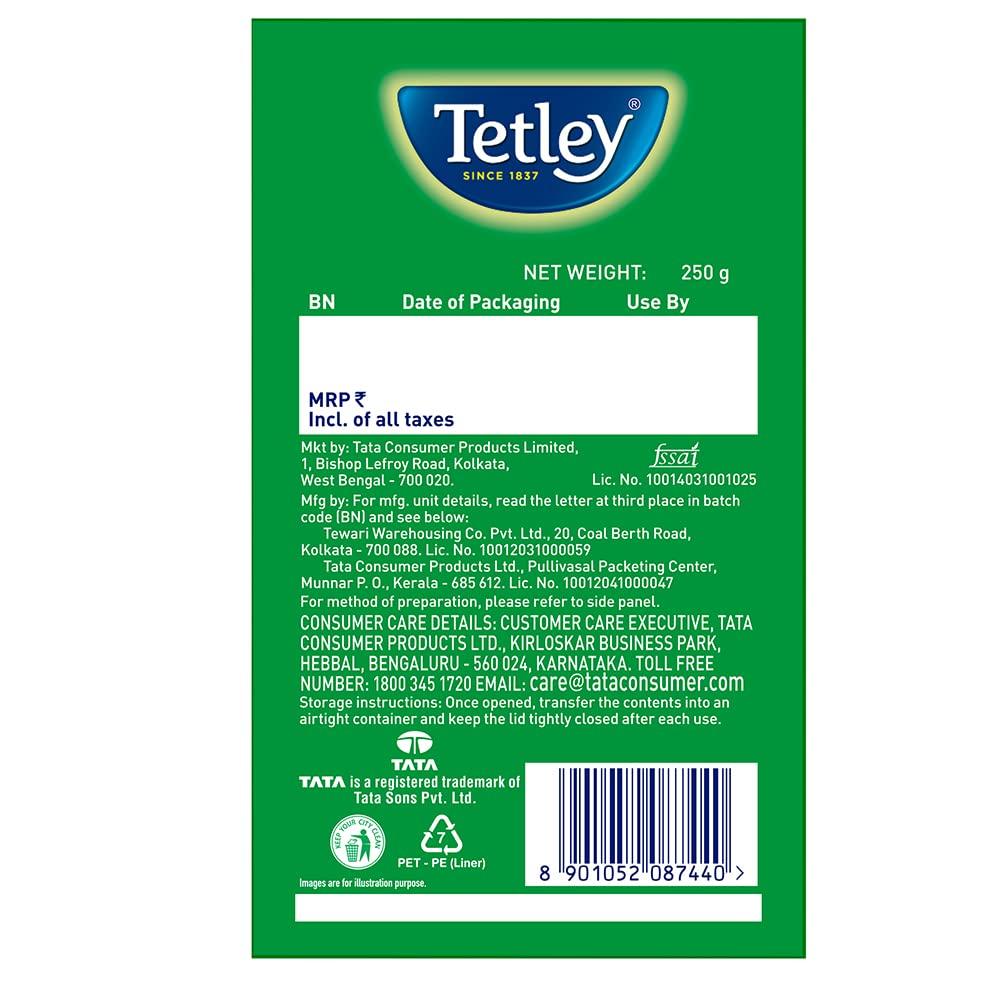 Tetley®
SINCE 1837
NET WEIGHT: 250 g
BN Date of Packaging Use By
MRP ₹
Incl. of all taxes
Mkt by: Tata Consumer Products Limited,
1, Bishop Lefroy Road, Kolkata,
West Bengal - 700 020.
fssai
Lic. No. 10014031001025
Mfg by: For mfg. unit details, read the letter at third place in batch
code (BN) and see below:
Tewari Warehousing Co. Pvt. Ltd., 20, Coal Berth Road,
Kolkata - 700 088. Lic. No. 10012031000059
Tata Consumer Products Ltd., Pullivasal Packeting Center,
Munnar P. O., Kerala - 685 612. Lic. No. 10012041000047
For method of preparation, please refer to side panel.
CONSUMER CARE DETAILS: CUSTOMER CARE EXECUTIVE, TATA
CONSUMER PRODUCTS LTD., KIRLOSKAR BUSINESS PARK,
HEBBAL, BENGALURU - 560 024, KARNATAKA. TOLL FREE
NUMBER: 1800 345 1720 EMAIL: care@tataconsumer.com
Storage instructions: Once opened, transfer the contents into an
airtight container and keep the lid tightly closed after each use.
TATA
TATA is a registered trademark of
Tata Sons Pvt. Ltd.
KEEP YOUR CITY CLEAN
7
PET - PE (Liner)
Images are for illustration purpose.
8 901052 087440 >